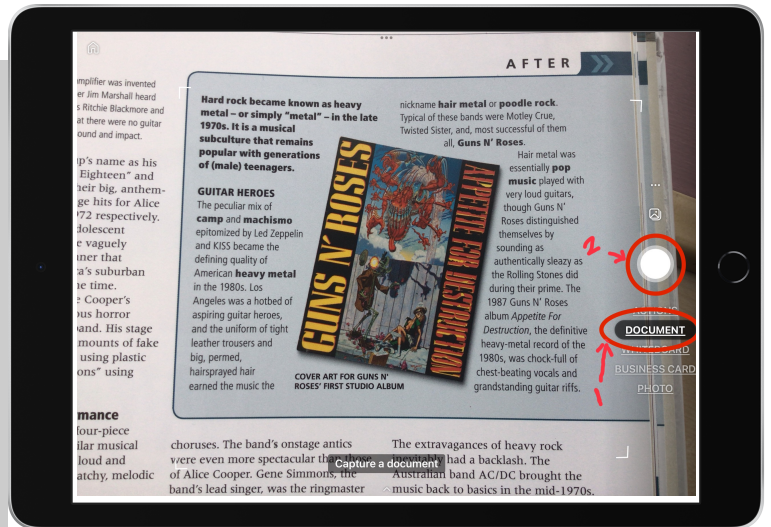 AFTER
mplifier was invented
er Jim Marshall heard
s Ritchie Blackmore and
at there were no guitar
ound and impact.
up's name as his
Eighteen" and
heir big, anthem-
ge hits for Alice
'72 respectively.
dolescent
e vaguely
nner that
ra's suburban
ne time.
e Cooper's
ous horror
band. His stage
mounts of fake
using plastic
ons" using
mance
four-piece
ilar musical
loud and
atchy, melodic
Hard rock became known as heavy
metal – or simply "metal" – in the late
1970s. It is a musical
subculture that remains
popular with generations
of (male) teenagers.
GUITAR HEROES
The peculiar mix of
camp and machismo
epitomized by Led Zeppelin
and KISS became the
defining quality of
American heavy metal
in the 1980s. Los
Angeles was a hotbed of
aspiring guitar heroes,
and the uniform of tight
leather trousers and
big, permed,
hairsprayed hair
earned the music the
GUNS N' ROSES
APPETITE FOR DESTRUCTION
COVER ART FOR GUNS N'
ROSES' FIRST STUDIO ALBUM
nickname hair metal or poodle rock.
Typical of these bands were Motley Crue,
Twisted Sister, and, most successful of them
all, Guns N' Roses.
Hair metal was
essentially pop
music played with
very loud guitars,
though Guns N'
Roses distinguished
themselves by
sounding as
authentically sleazy as
the Rolling Stones did
during their prime. The
1987 Guns N' Roses
album Appetite For
Destruction, the definitive
heavy-metal record of the
1980s, was chock-full of
chest-beating vocals and
grandstanding guitar riffs.
choruses. The band's onstage antics
were even more spectacular than those
of Alice Cooper. Gene Simmons, the
band's lead singer, was the ringmaster
The extravagances of heavy rock
inevitably had a backlash. The
Australian band AC/DC brought the
music back to basics in the mid-1970s.
Capture a document
2
ACTIONS
DOCUMENT
WHITEBOARD
BUSINESS CARD
PHOTO
1